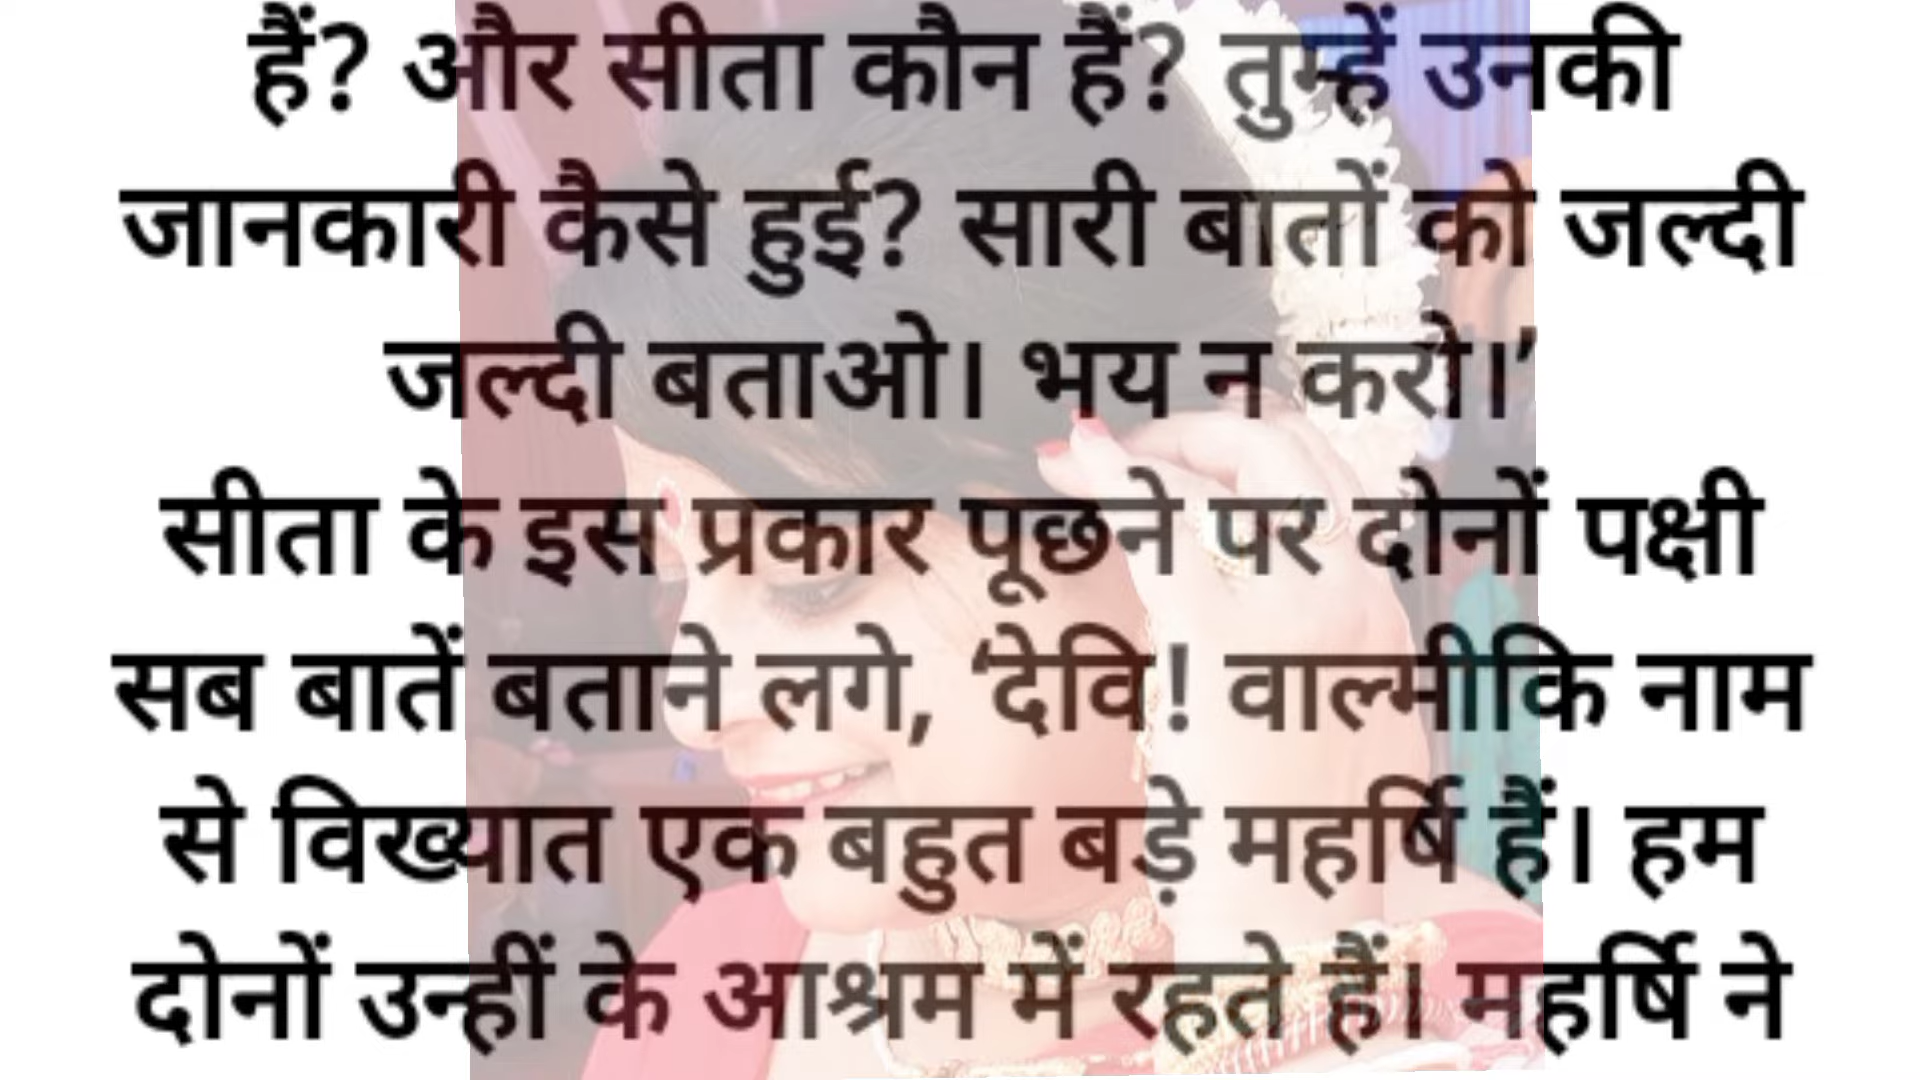 हैं? और सीता कौन हैं? तुम्हें उनकी
जानकारी कैसे हुई? सारी बातों को जल्दी
जल्दी बताओ। भय न करो।’
सीता के इस प्रकार पूछने पर दोनों पक्षी
सब बातें बताने लगे, ‘देवि! वाल्मीकि नाम
से विख्यात एक बहुत बड़े महर्षि हैं। हम
दोनों उन्हीं के आश्रम में रहते हैं। महर्षि ने